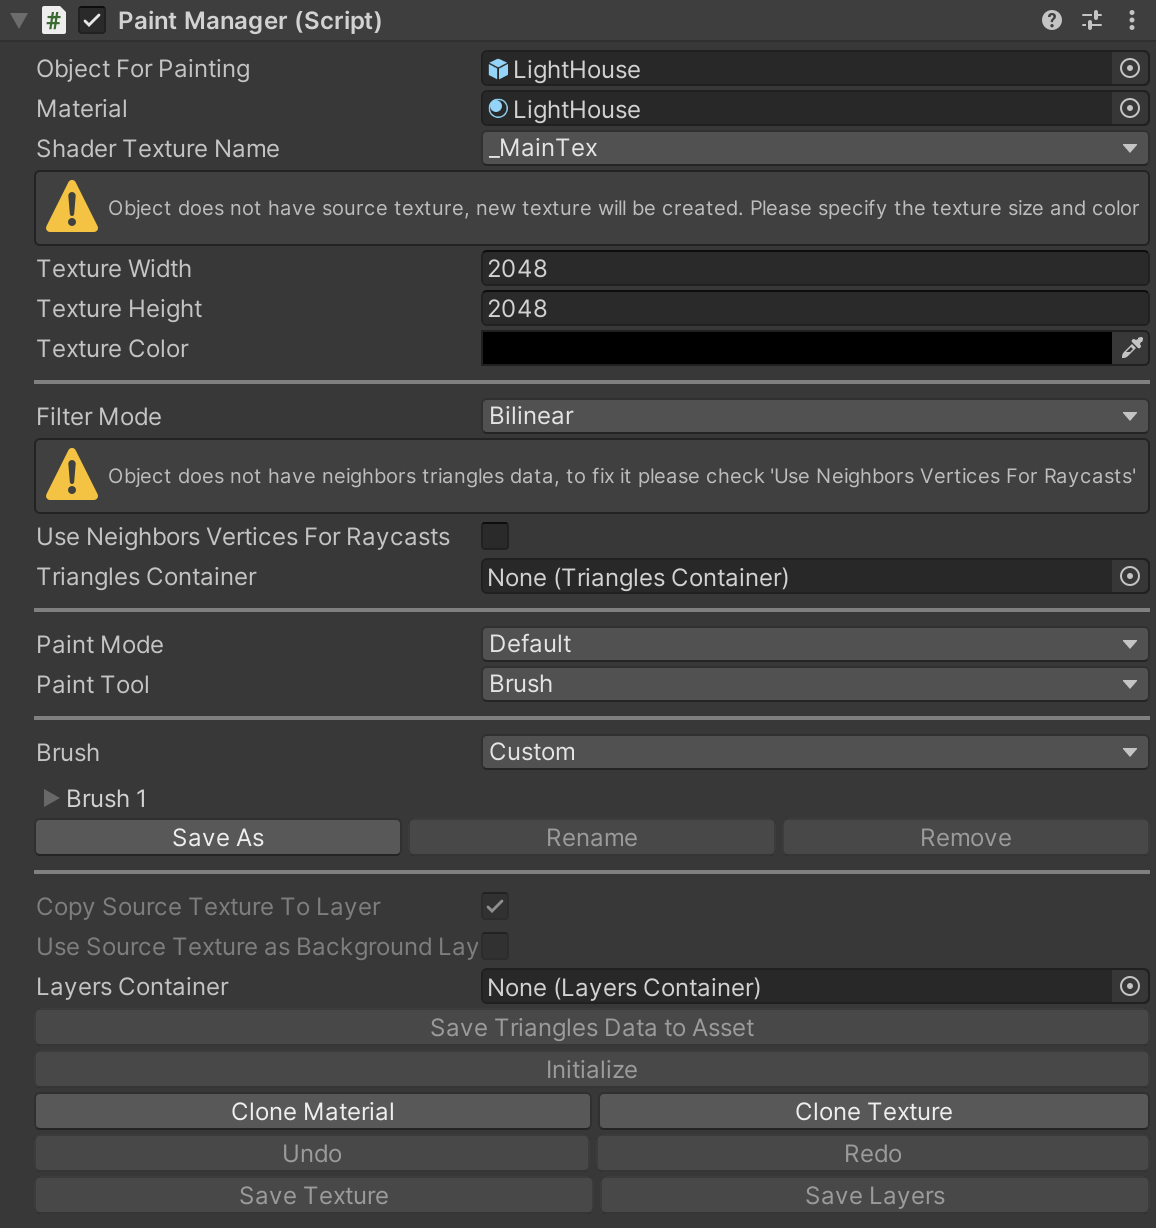 # Paint Manager (Script)
Object For Painting LightHouse
Material LightHouse
Shader Texture Name _MainTex
Object does not have source texture, new texture will be created. Please specify the texture size and color
Texture Width 2048
Texture Height 2048
Texture Color
Filter Mode Bilinear
Object does not have neighbors triangles data, to fix it please check 'Use Neighbors Vertices For Raycasts'
Use Neighbors Vertices For Raycasts
Triangles Container None (Triangles Container)
Paint Mode Default
Paint Tool Brush
Brush Custom
Brush 1
Save As Rename Remove
Copy Source Texture To Layer
Use Source Texture as Background Lay
Layers Container None (Layers Container)
Save Triangles Data to Asset
Initialize
Clone Material Clone Texture
Undo Redo
Save Texture Save Layers